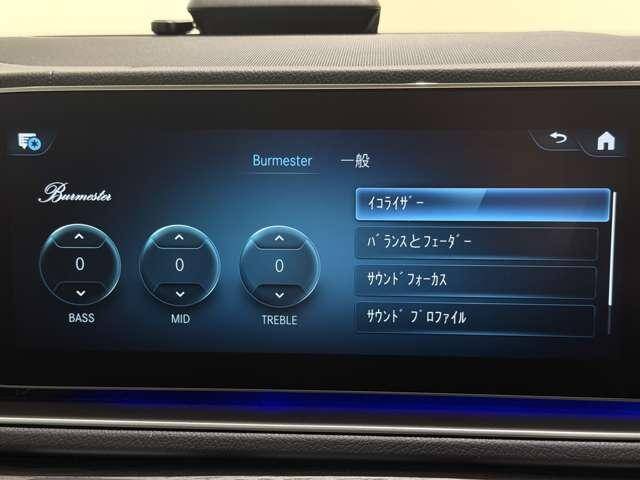 Burmester 一般
Burmester
ｲｺﾗｲｻﾞｰ
ﾊﾞﾗﾝｽとﾌｪｰﾀﾞｰ
ｻｳﾝﾄﾞﾌｫｰｶｽ
ｻｳﾝﾄﾞ ﾌﾟﾛﾌｧｲﾙ
0 0 0
BASS MID TREBLE